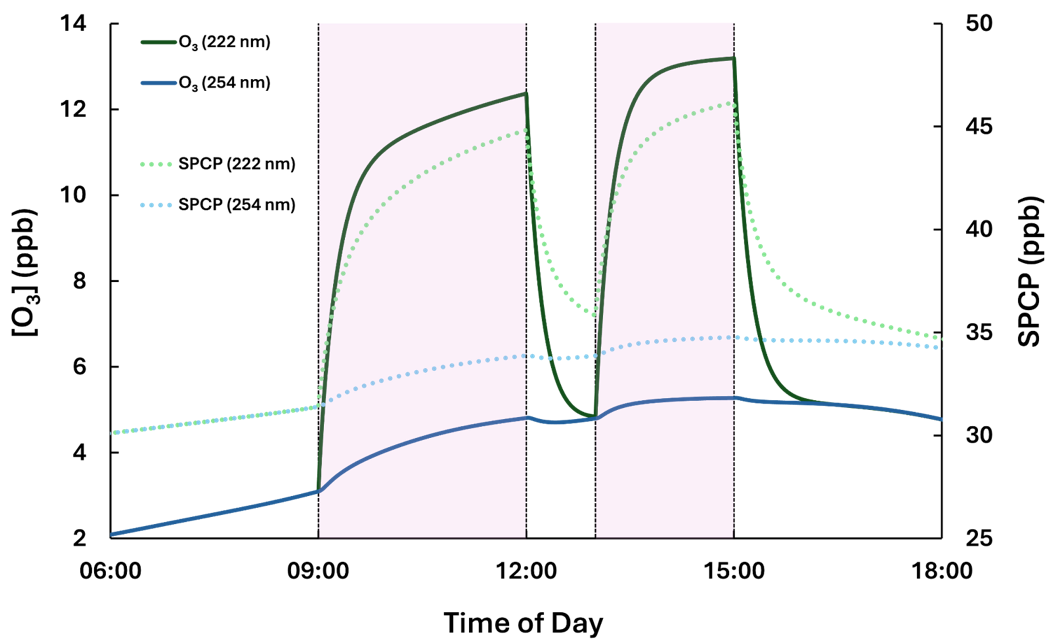 14
12
10
8
6
4
2
[O₃] (ppb)
O₃ (222 nm)
O₃ (254 nm)
SPCP (222 nm)
SPCP (254 nm)
50
45
40
35
30
25
SPCP (ppb)
06:00 09:00 12:00 15:00 18:00
Time of Day